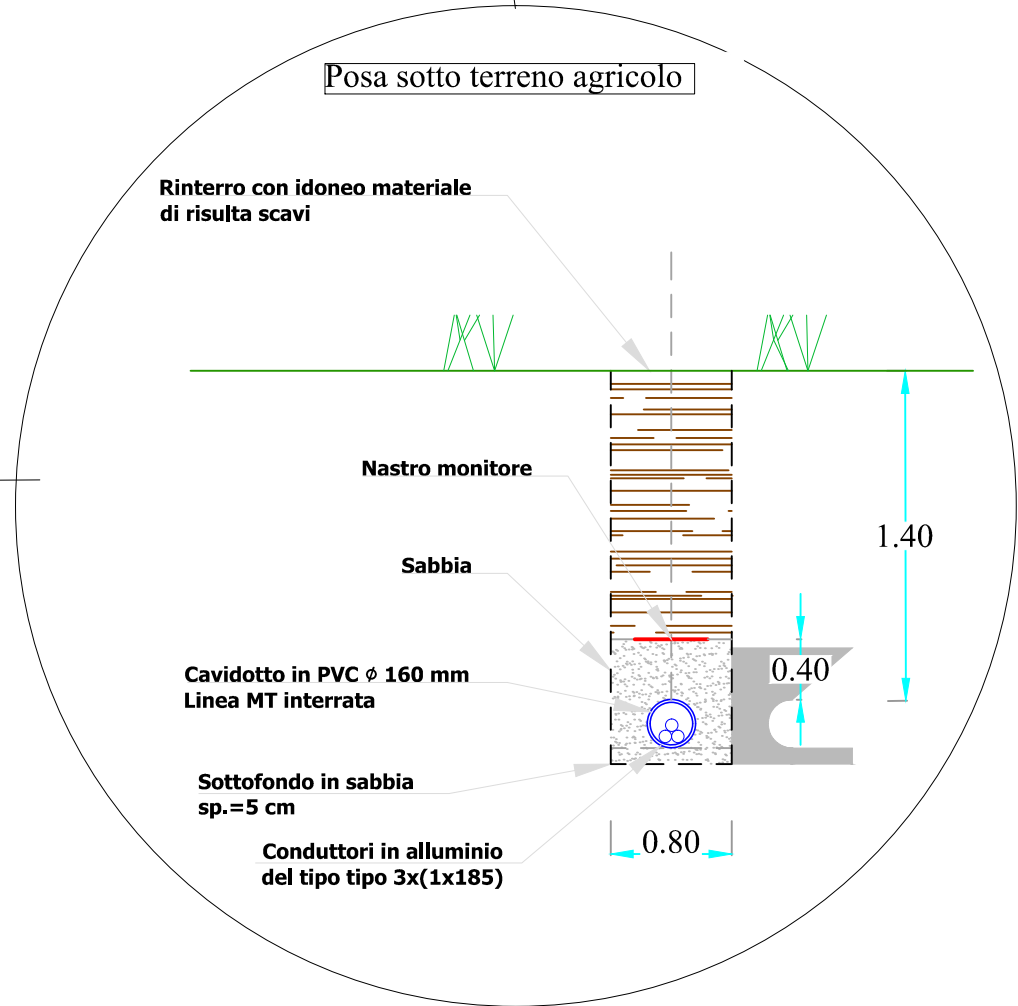 Posa sotto terreno agricolo
Rinterro con idoneo materiale
di risulta scavi
Nastro monitore
1.40
Sabbia
0.40
Cavidotto in PVC ϕ 160 mm
Linea MT interrata
Sottofondo in sabbia
sp.=5 cm
0.80
Conduttori in alluminio
del tipo tipo 3x(1x185)